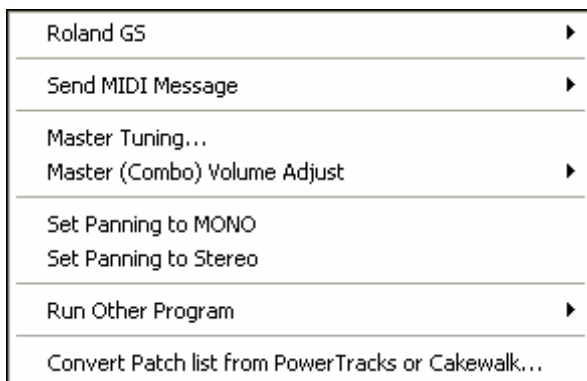 Roland GS
Send MIDI Message
Master Tuning...
Master (Combo) Volume Adjust
Set Panning to MONO
Set Panning to Stereo
Run Other Program
Convert Patch list from PowerTracks or Cakewalk...